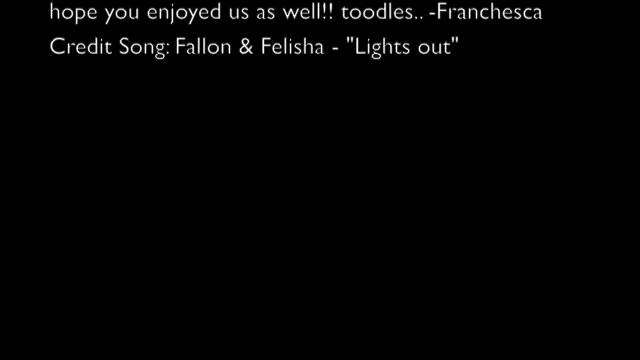 hope you enjoyed us as well!! toodles.. -Franchesca
Credit Song: Fallon & Felisha - "Lights out"